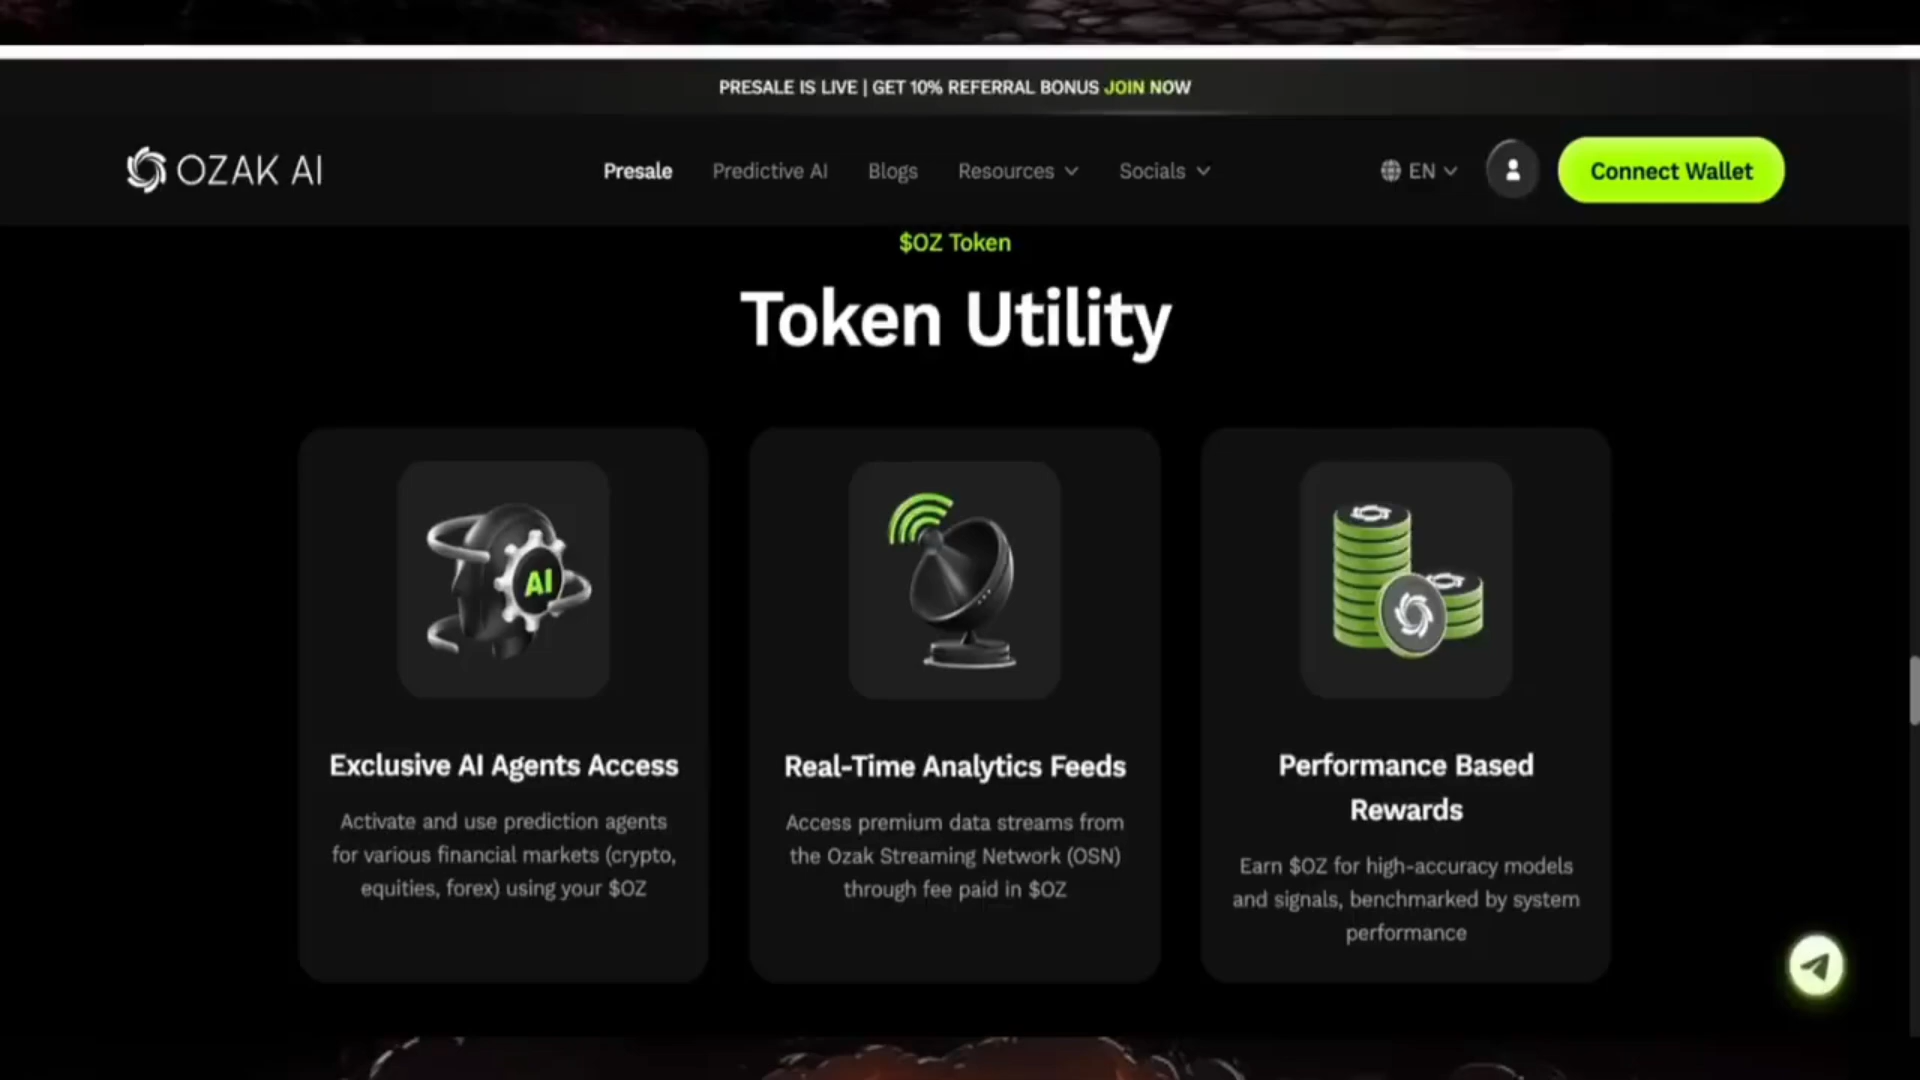 PRESALE IS LIVE | GET 10% REFERRAL BONUS JOIN NOW
OZAK AI
Presale
Predictive AI
Blogs
Resources
Socials
EN
Connect Wallet
$OZ Token
Token Utility
AI
Exclusive AI Agents Access
Activate and use prediction agents
for various financial markets (crypto,
equities, forex) using your $OZ
Real-Time Analytics Feeds
Access premium data streams from
the Ozak Streaming Network (OSN)
through fee paid in $OZ
Performance Based
Rewards
Earn $OZ for high-accuracy models
and signals, benchmarked by system
performance